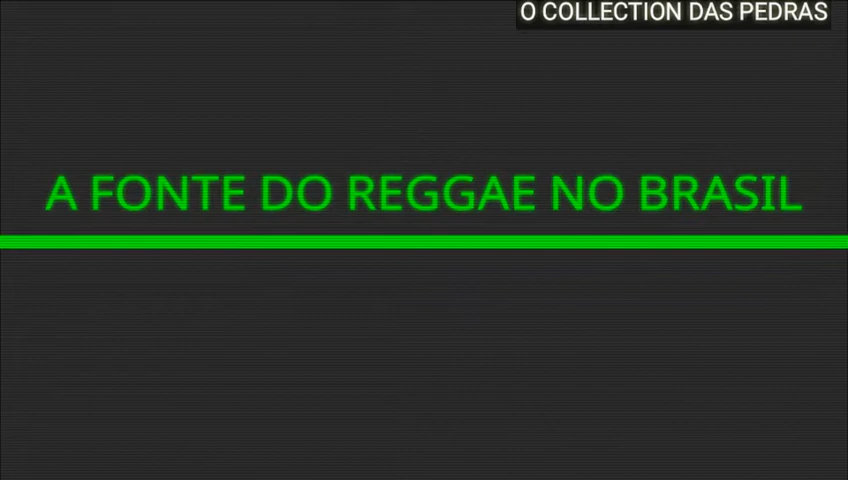 O COLLECTION DAS PEDRAS
A FONTE DO REGGAE NO BRASIL